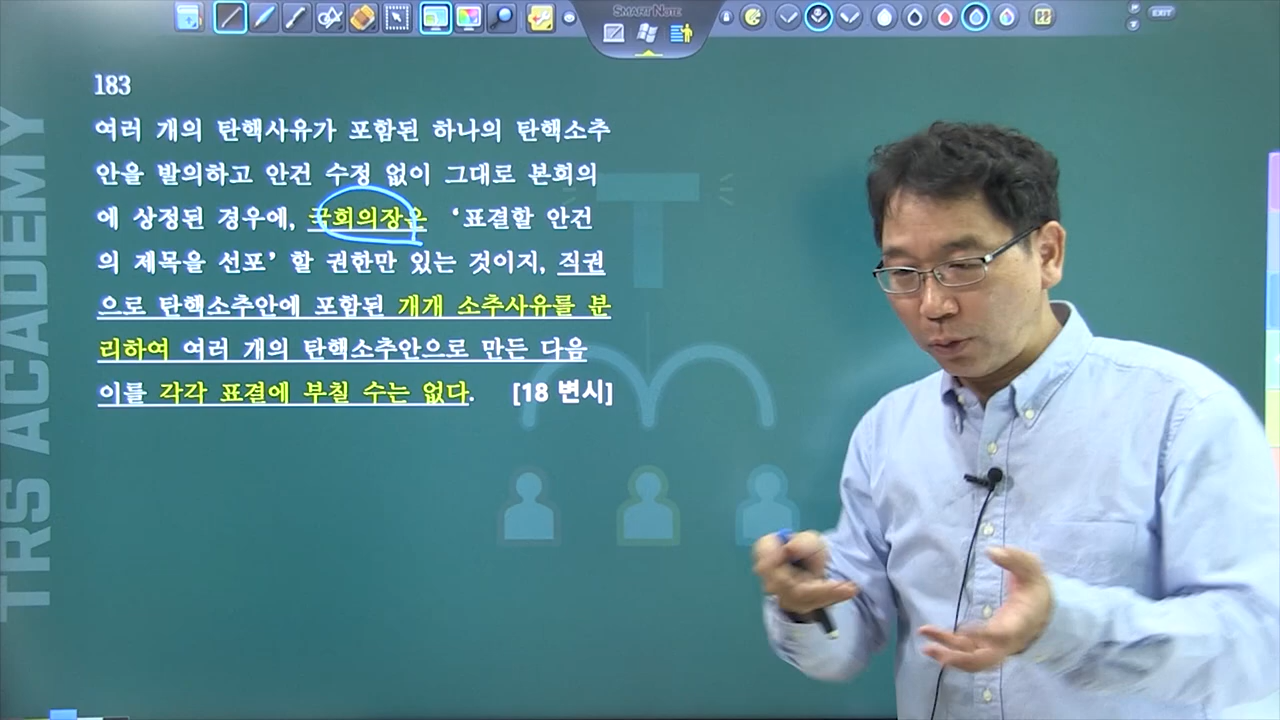 SMART NOTE
EXIT
183
여러 개의 탄핵사유가 포함된 하나의 탄핵소추
안을 발의하고 안건 수정 없이 그대로 본회의
에 상정된 경우에, 국회의장은 ‘표결할 안건
의 제목을 선포’ 할 권한만 있는 것이지, 직권
으로 탄핵소추안에 포함된 개개 소추사유를 분
리하여 여러 개의 탄핵소추안으로 만든 다음
이를 각각 표결에 부칠 수는 없다. [18 변시]
TRS ACADEMY